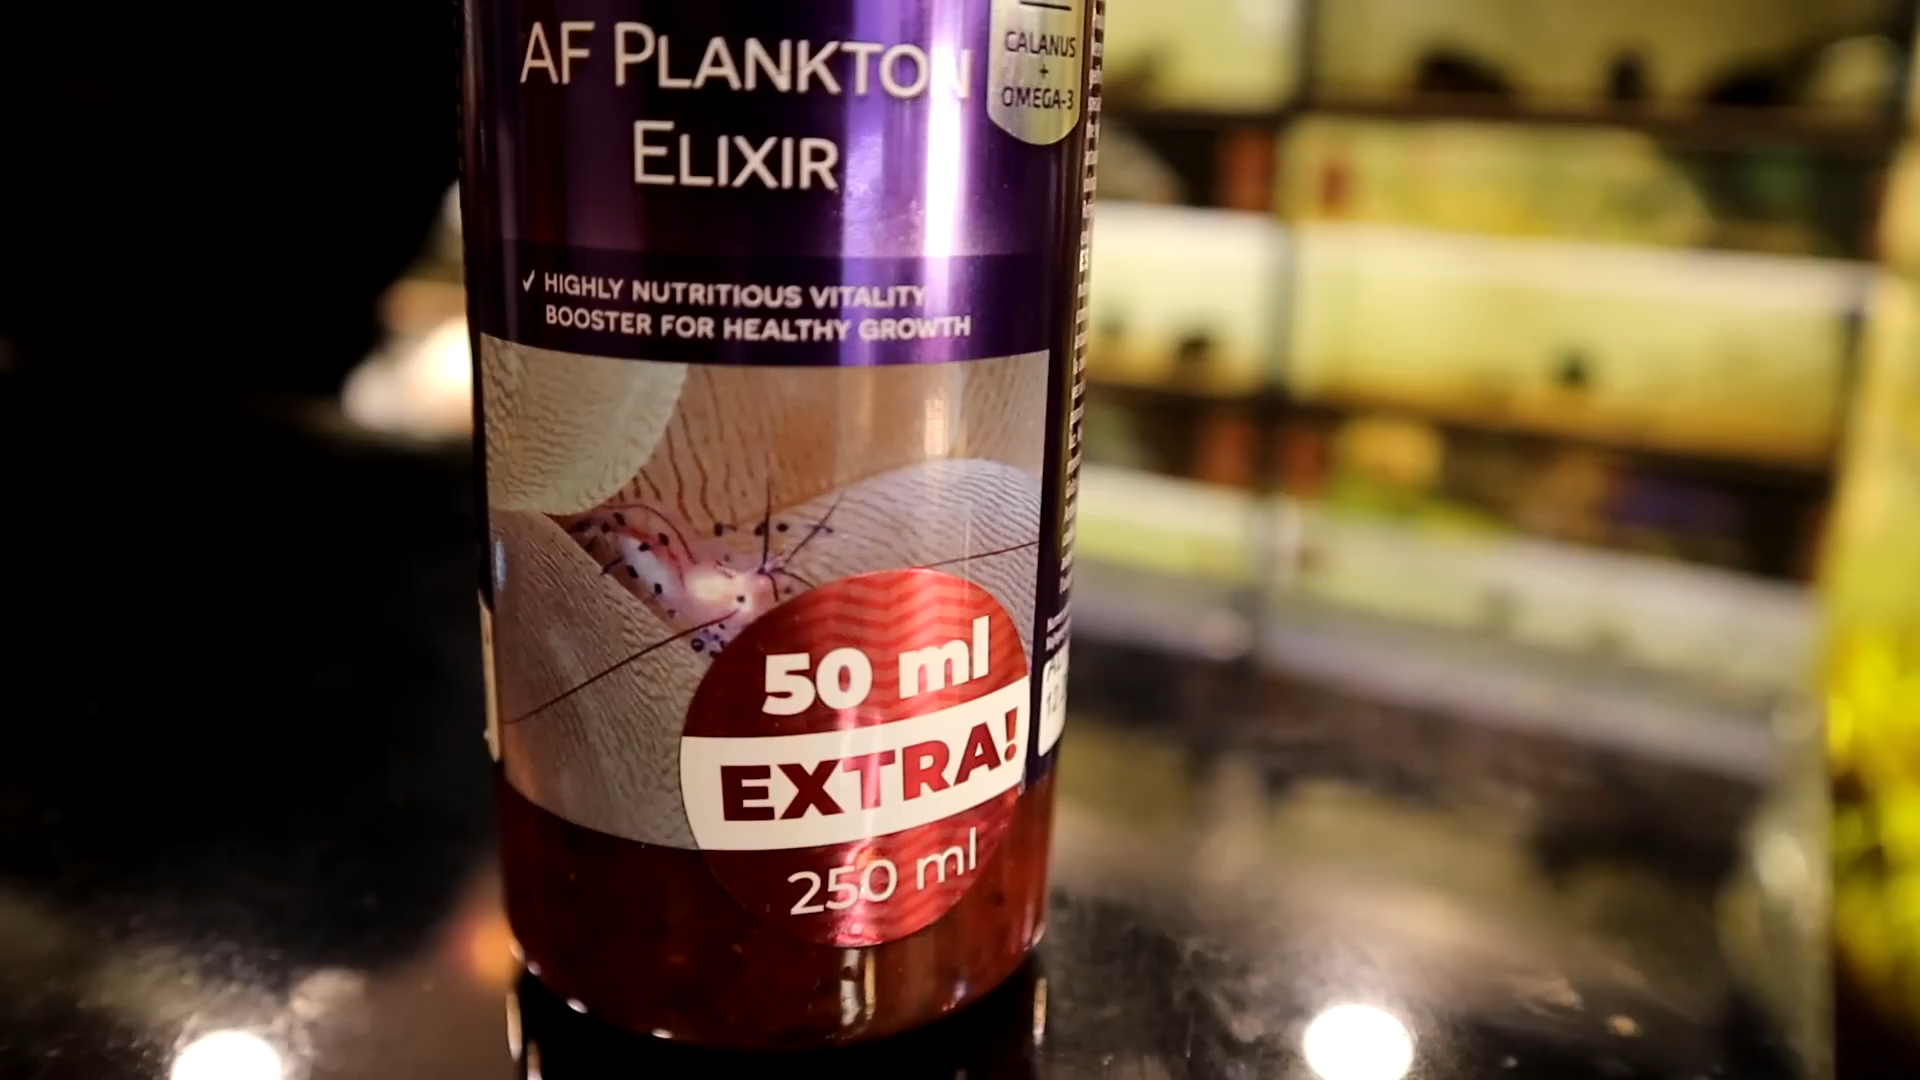 AF PLANKTON
ELIXIR
CALANUS
+
OMEGA-3
✓ HIGHLY NUTRITIOUS VITALITY
BOOSTER FOR HEALTHY GROWTH
50 ml
EXTRA!
250 ml